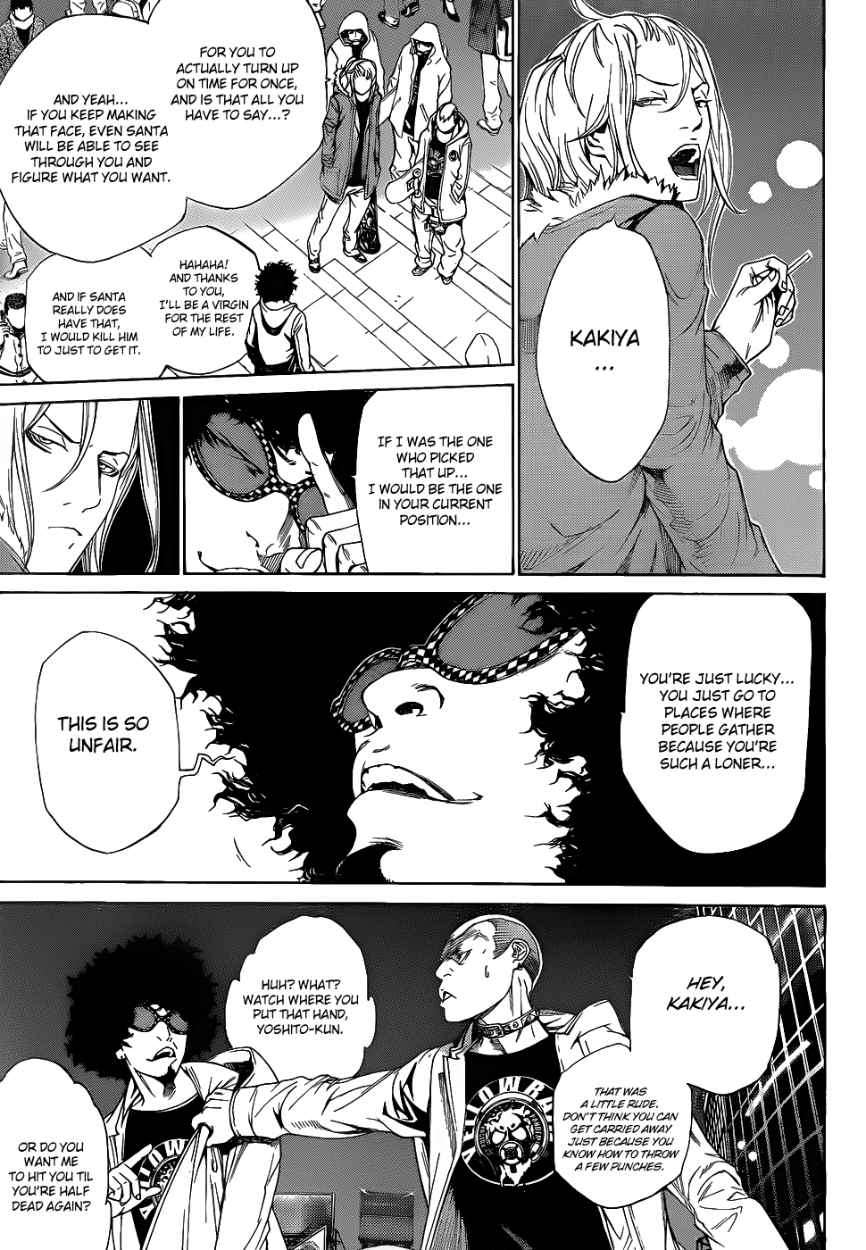 KAKIYA
...
FOR YOU TO
ACTUALLY TURN UP
ON TIME FOR ONCE,
AND IS THAT ALL YOU
HAVE TO SAY...?
AND YEAH...
IF YOU KEEP MAKING
THAT FACE, EVEN SANTA
WILL BE ABLE TO SEE
THROUGH YOU AND
FIGURE WHAT YOU WANT.
HAHAHA!
AND THANKS
TO YOU,
I'LL BE A VIRGIN
FOR THE REST
OF MY LIFE.
AND IF SANTA
REALLY DOES
HAVE THAT,
I WOULD KILL HIM
TO JUST TO GET IT.
IF I WAS THE ONE
WHO PICKED
THAT UP...
I WOULD BE THE ONE
IN YOUR CURRENT
POSITION...
YOU'RE JUST LUCKY...
YOU JUST GO TO
PLACES WHERE
PEOPLE GATHER
BECAUSE YOU'RE
SUCH A LONER...
THIS IS SO
UNFAIR.
HEY,
KAKIYA...
THAT WAS
A LITTLE RUDE.
DON'T THINK YOU CAN
GET CARRIED AWAY
JUST BECAUSE YOU
KNOW HOW TO THROW
A FEW PUNCHES.
HUH? WHAT?
WATCH WHERE YOU
PUT THAT HAND,
YOSHITO-KUN.
OR DO YOU
WANT ME
TO HIT YOU TIL
YOU'RE HALF
DEAD AGAIN?